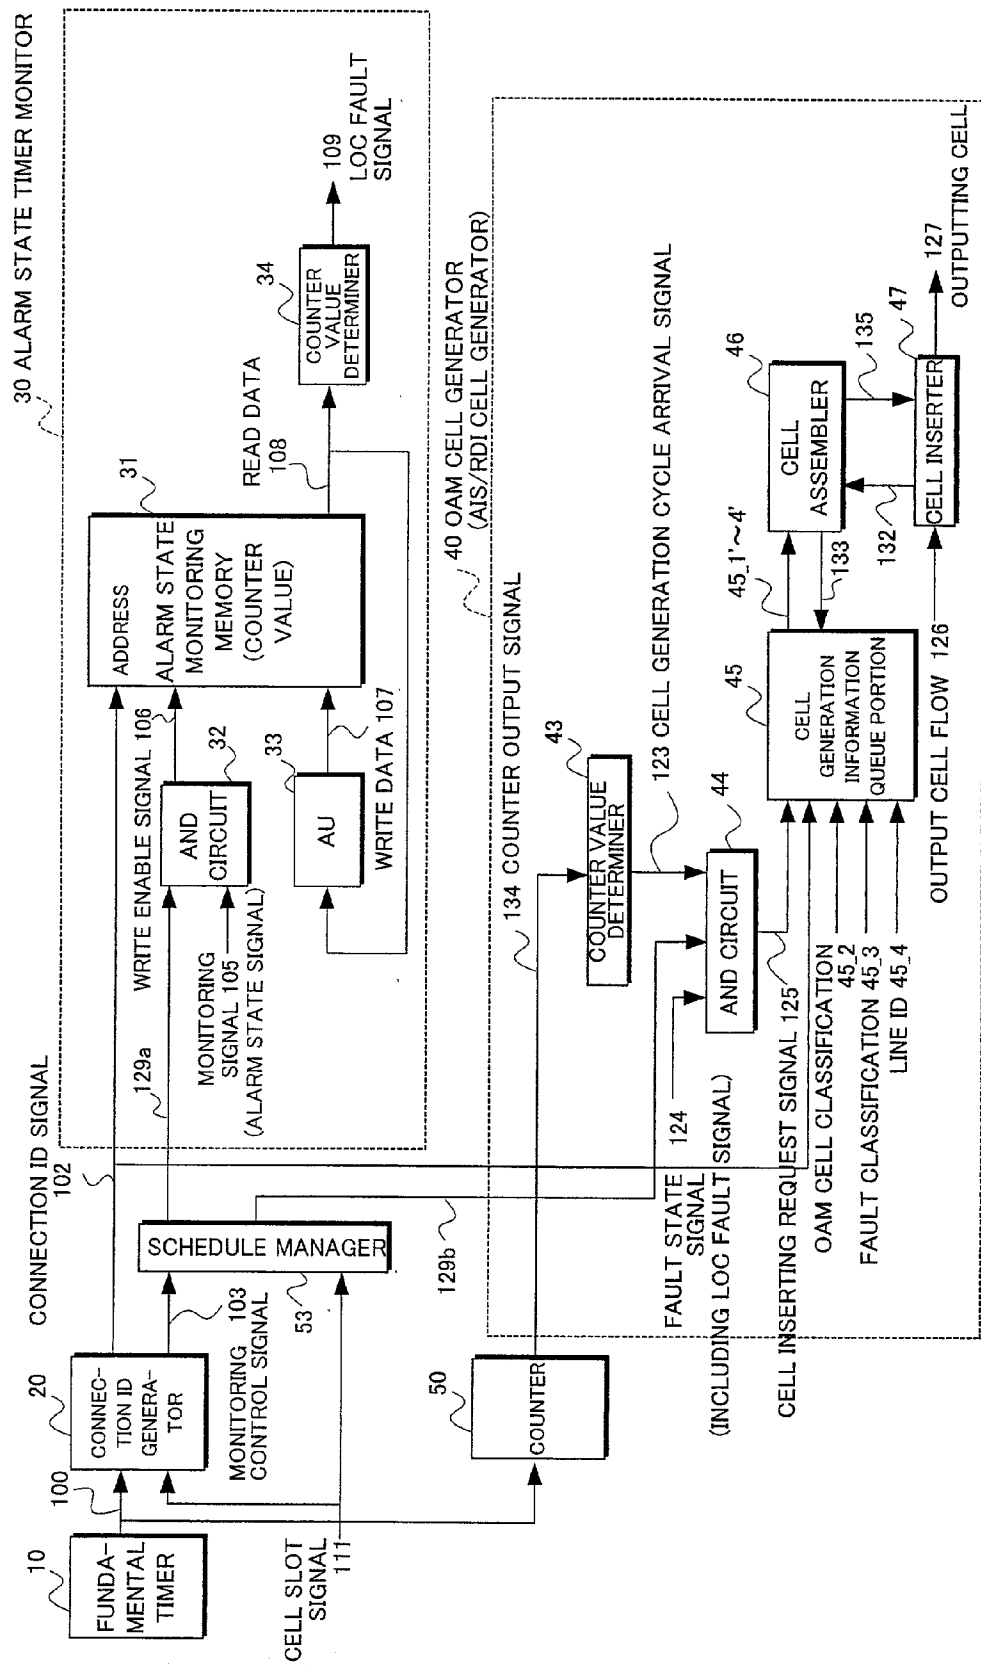 30 ALARM STATE TIMER MONITOR
CONNECTION ID SIGNAL
102
129a
WRITE ENABLE SIGNAL 106
ADDRESS
31
ALARM STATE
MONITORING
MEMORY
(COUNTER
VALUE)
AND
CIRCUIT
32
MONITORING
SIGNAL 105
(ALARM STATE SIGNAL)
33
AU
WRITE DATA 107
READ DATA
108
34
COUNTER
VALUE
DETERMINER
109
LOC FAULT
SIGNAL
10
FUNDA-
MENTAL
TIMER
100
20
CONNEC-
TION ID
GENERA-
TOR
MONITORING
CONTROL SIGNAL
103
SCHEDULE MANAGER
53
CELL SLOT
SIGNAL
111
129b
50
COUNTER
40 OAM CELL GENERATOR
(AIS/RDI CELL GENERATOR)
134 COUNTER OUTPUT SIGNAL
43
COUNTER VALUE
DETERMINER
123 CELL GENERATION CYCLE ARRIVAL SIGNAL
124
FAULT STATE
SIGNAL
(INCLUDING LOC FAULT SIGNAL)
AND CIRCUIT
44
CELL INSERTING REQUEST SIGNAL 125
OAM CELL CLASSIFICATION
45_2
FAULT CLASSIFICATION 45_3
LINE ID 45_4
45
CELL
GENERATION
INFORMATION
QUEUE PORTION
45_1'~4'
133
46
CELL
ASSEMBLER
132
135
47
CELL INSERTER
OUTPUT CELL FLOW 126
127
OUTPUTTING CELL